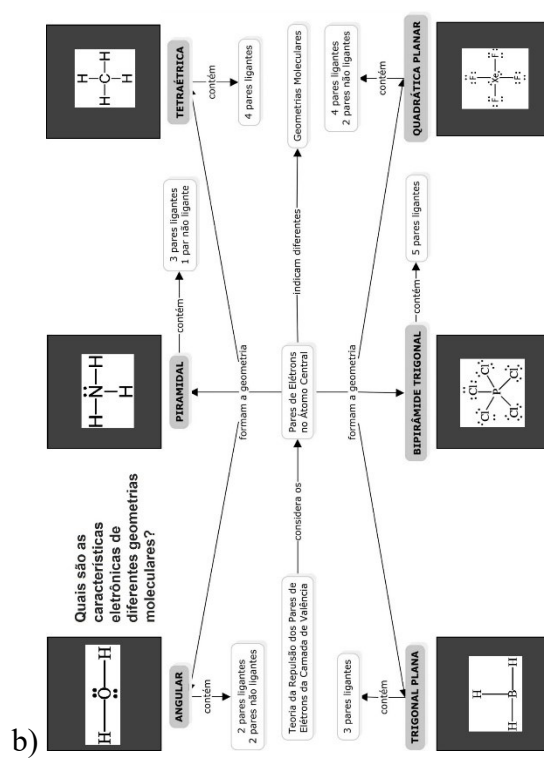 b)
Quais são as
características
eletrônicas de
diferentes geometrias
moleculares?
H—O—H
H—N—H
H
H
H—C—H
H
ANGULAR
PIRAMIDAL
TETRAÉTRICA
contém
contém
contém
2 pares ligantes
2 pares não ligantes
3 pares ligantes
1 par não ligante
4 pares ligantes
formam a geometria
Teoria da Repulsão dos Pares de
Elétrons da Camada de Valência
considera os
Pares de Elétrons
no Átomo Central
indicam diferentes
Geometrias Moleculares
formam a geometria
3 pares ligantes
5 pares ligantes
4 pares ligantes
2 pares não ligantes
contém
contém
contém
TRIGONAL PLANA
BIPIRÂMIDE TRIGONAL
QUADRÁTICA PLANAR
H
H—B—H
Cl
Cl
Cl
P
Cl
Cl
F
F
Xe
F
F